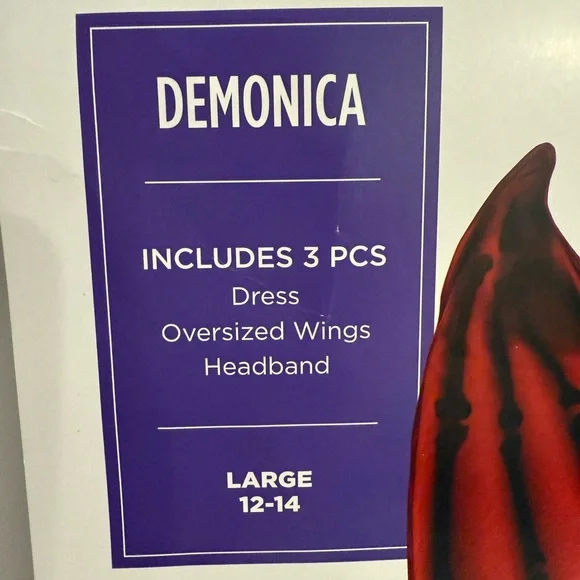 DEMONICA
INCLUDES 3 PCS
Dress
Oversized Wings
Headband
LARGE
12-14